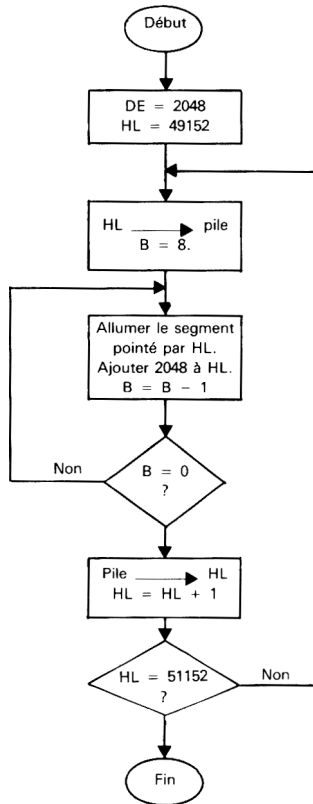 Début
DE = 2048
HL = 49152
HL pile
B = 8.
Allumer le segment
pointé par HL.
Ajouter 2048 à HL.
B = B - 1
Non
B = 0
?
Pile HL
HL = HL + 1
HL = 51152
?
Non
Fin